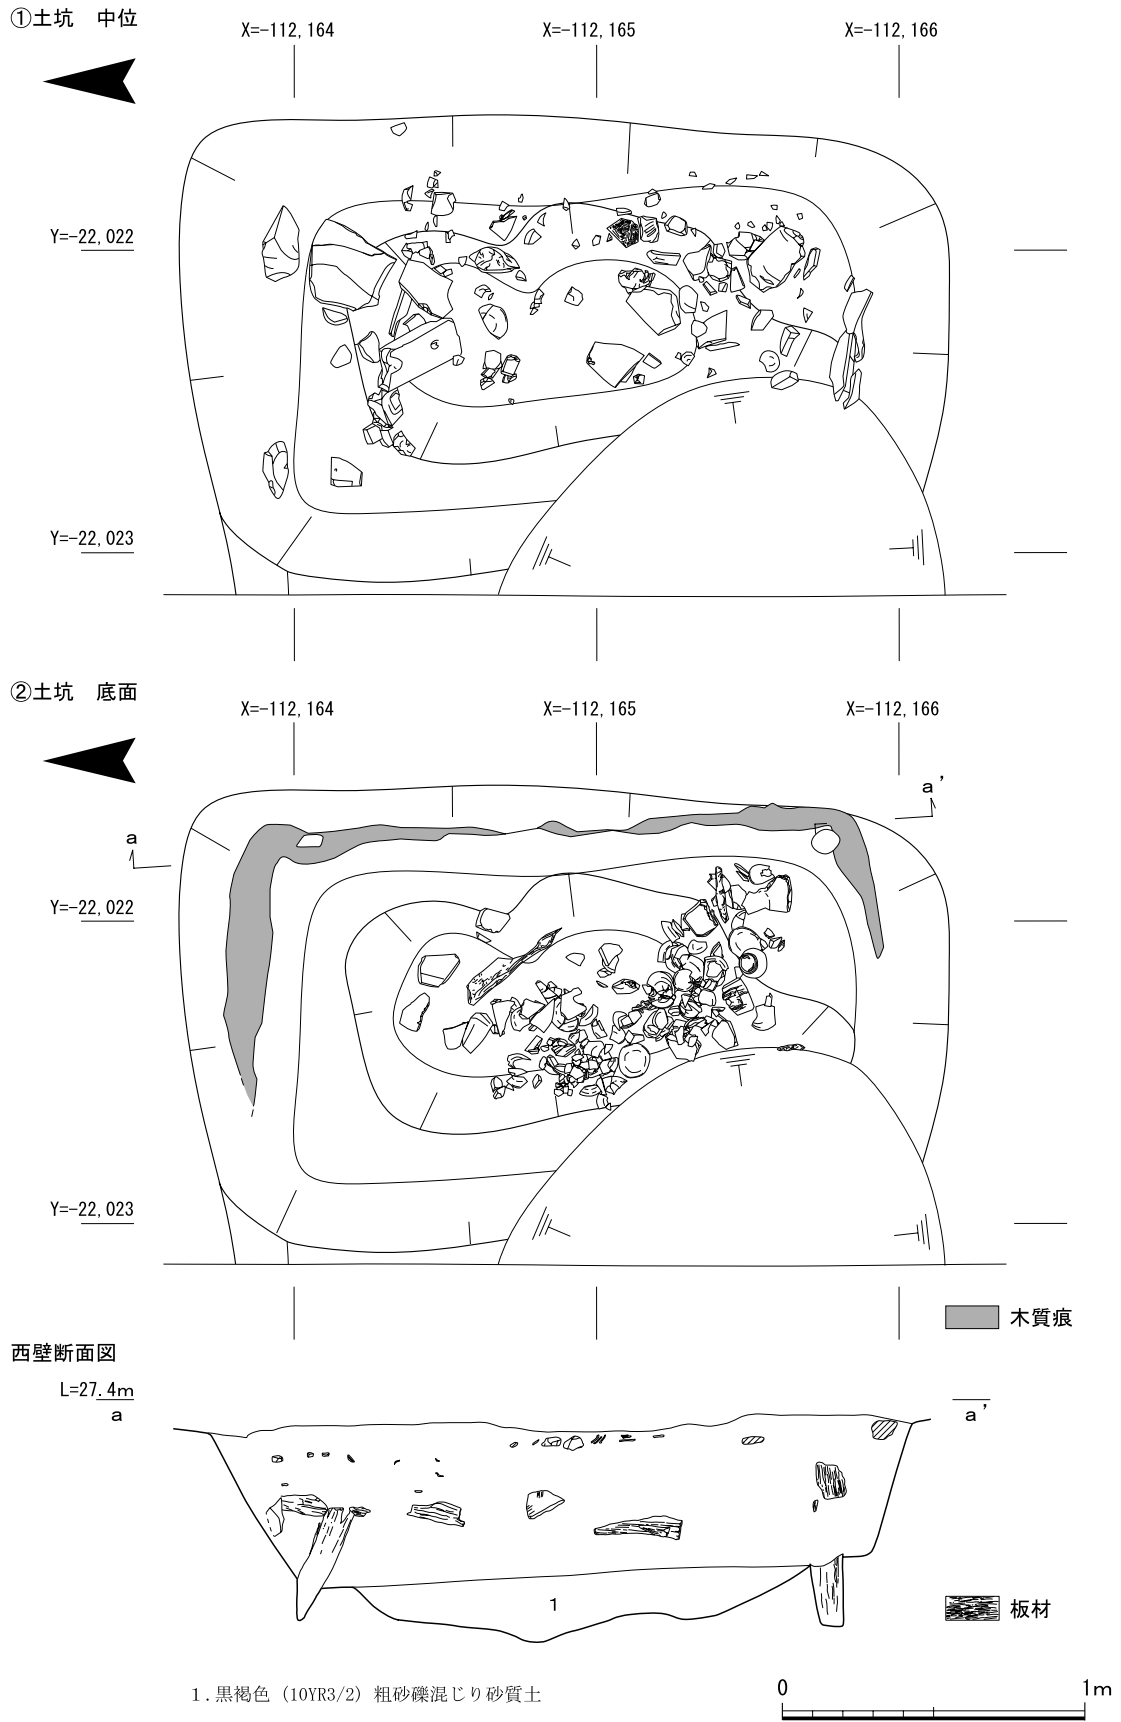 ①土坑　中位
X=-112,164
X=-112,165
X=-112,166
Y=-22,022
Y=-22,023
②土坑　底面
X=-112,164
X=-112,165
X=-112,166
a'
a
Y=-22,022
Y=-22,023
木質痕
西壁断面図
L=27.4m
a
a'
1
板材
1.黒褐色（10YR3/2）粗砂礫混じり砂質土
0
1m